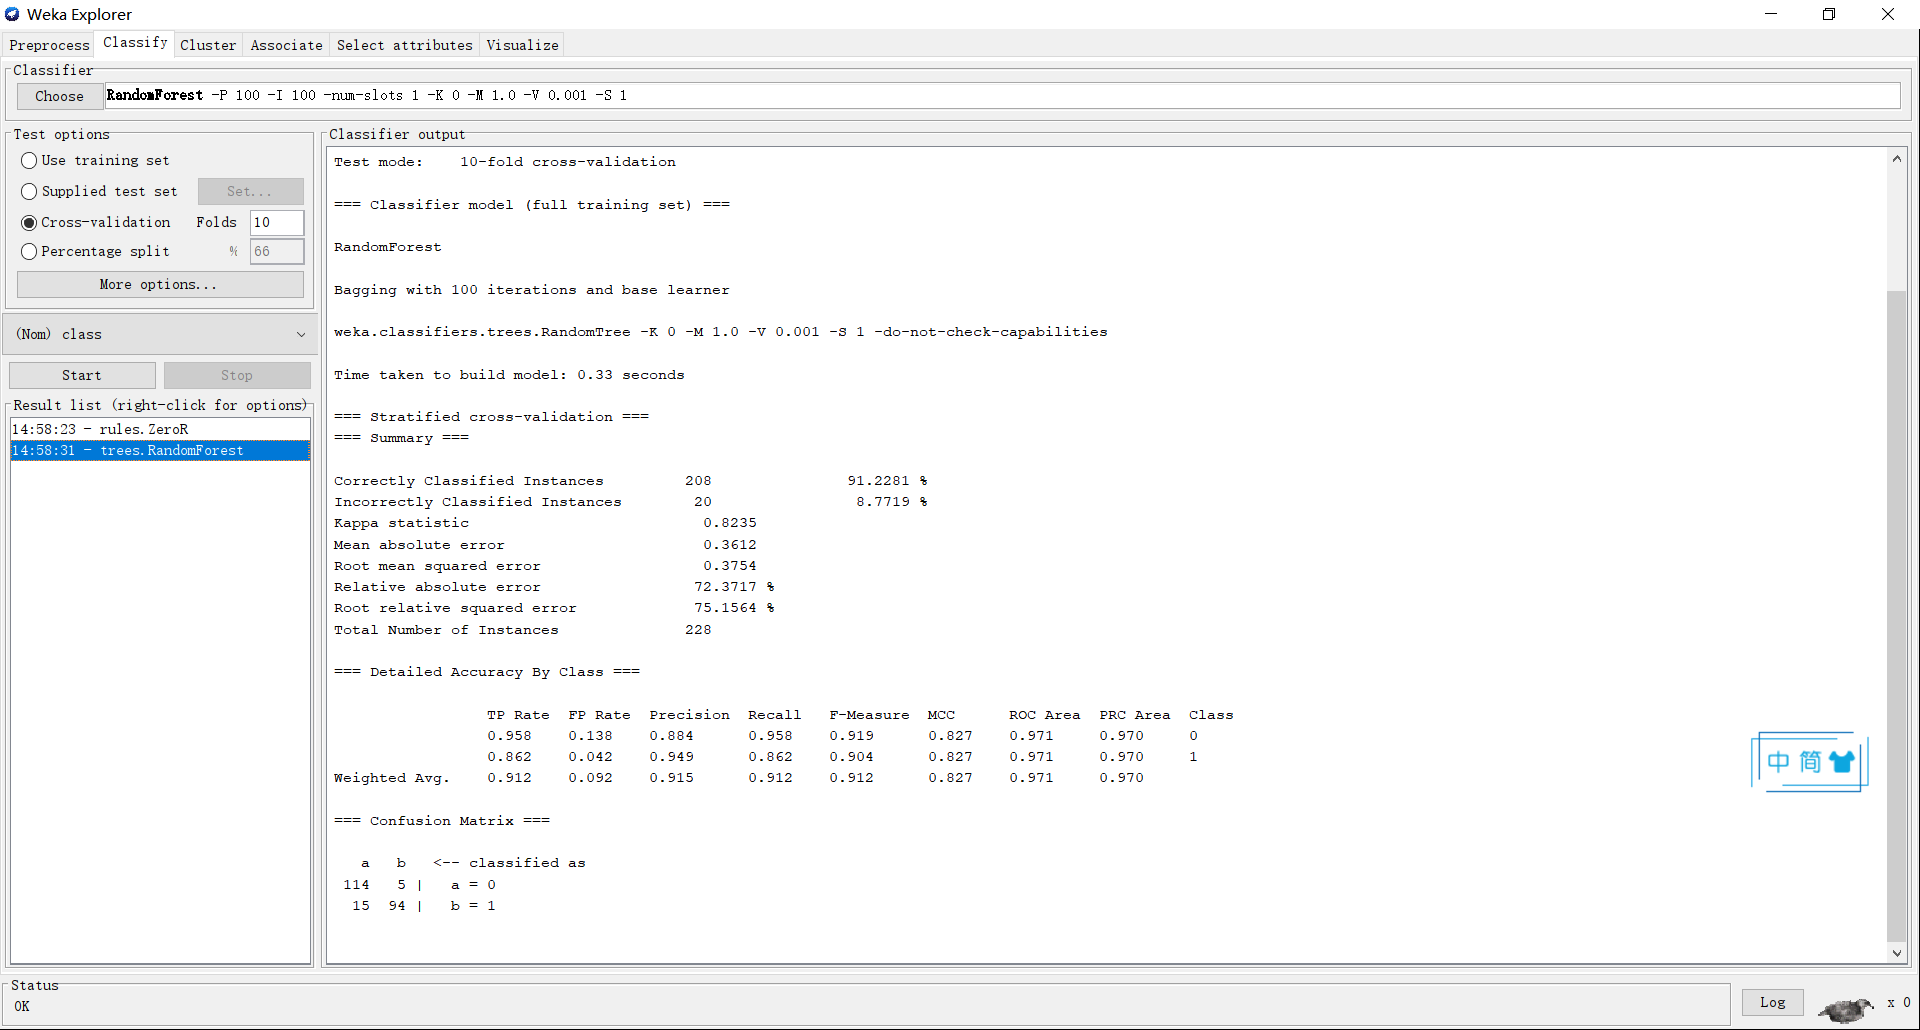 Weka Explorer
Preprocess Classify Cluster Associate Select attributes Visualize
Classifier
Choose RandomForest -P 100 -I 100 -num-slots 1 -K 0 -M 1.0 -V 0.001 -S 1
Test options
Use training set
Supplied test set Set...
Cross-validation Folds 10
Percentage split % 66
More options...
(Nom) class
Start Stop
Result list (right-click for options)
14:58:23 - rules.ZeroR
14:58:31 - trees.RandomForest
Classifier output
Test mode: 10-fold cross-validation
=== Classifier model (full training set) ===
RandomForest
Bagging with 100 iterations and base learner
weka.classifiers.trees.RandomTree -K 0 -M 1.0 -V 0.001 -S 1 -do-not-check-capabilities
Time taken to build model: 0.33 seconds
=== Stratified cross-validation ===
=== Summary ===
Correctly Classified Instances 208 91.2281 %
Incorrectly Classified Instances 20 8.7719 %
Kappa statistic 0.8235
Mean absolute error 0.3612
Root mean squared error 0.3754
Relative absolute error 72.3717 %
Root relative squared error 75.1564 %
Total Number of Instances 228
=== Detailed Accuracy By Class ===
TP Rate FP Rate Precision Recall F-Measure MCC ROC Area PRC Area Class
0.958 0.138 0.884 0.958 0.919 0.827 0.971 0.970 0
0.862 0.042 0.949 0.862 0.904 0.827 0.971 0.970 1
Weighted Avg. 0.912 0.092 0.915 0.912 0.912 0.827 0.971 0.970
=== Confusion Matrix ===
a b <-- classified as
114 5 | a = 0
15 94 | b = 1
中 简
Status
OK
Log x 0